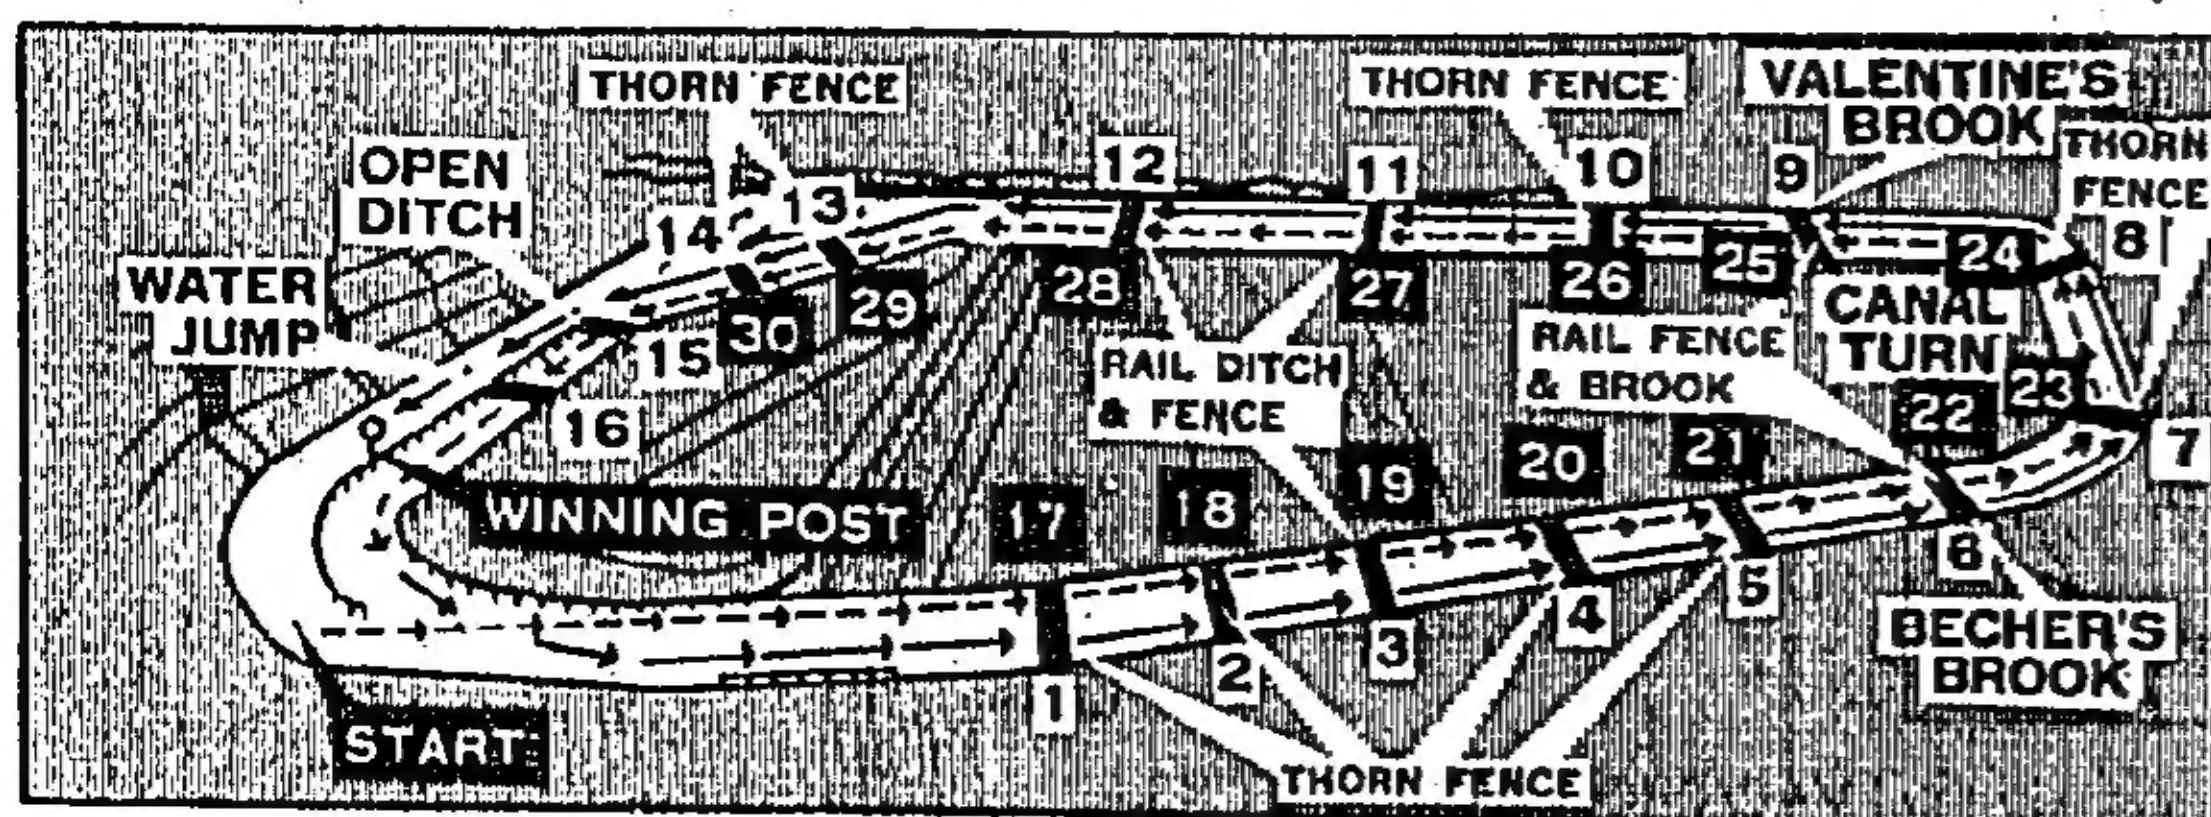 THORN FENCE
THORN FENCE
VALENTINE'S
BROOK
THORN
FENCE
OPEN
DITCH
WATER
JUMP
14
13
12
11
10
9
8
30
29
28
27
26
25
24
15
16
RAIL DITCH
& FENCE
RAIL FENCE
& BROOK
CANAL
TURN
23
22
7
WINNING POST
17
18
19
20
21
1
2
3
4
5
6
BECHER'S
BROOK
START
THORN FENCE